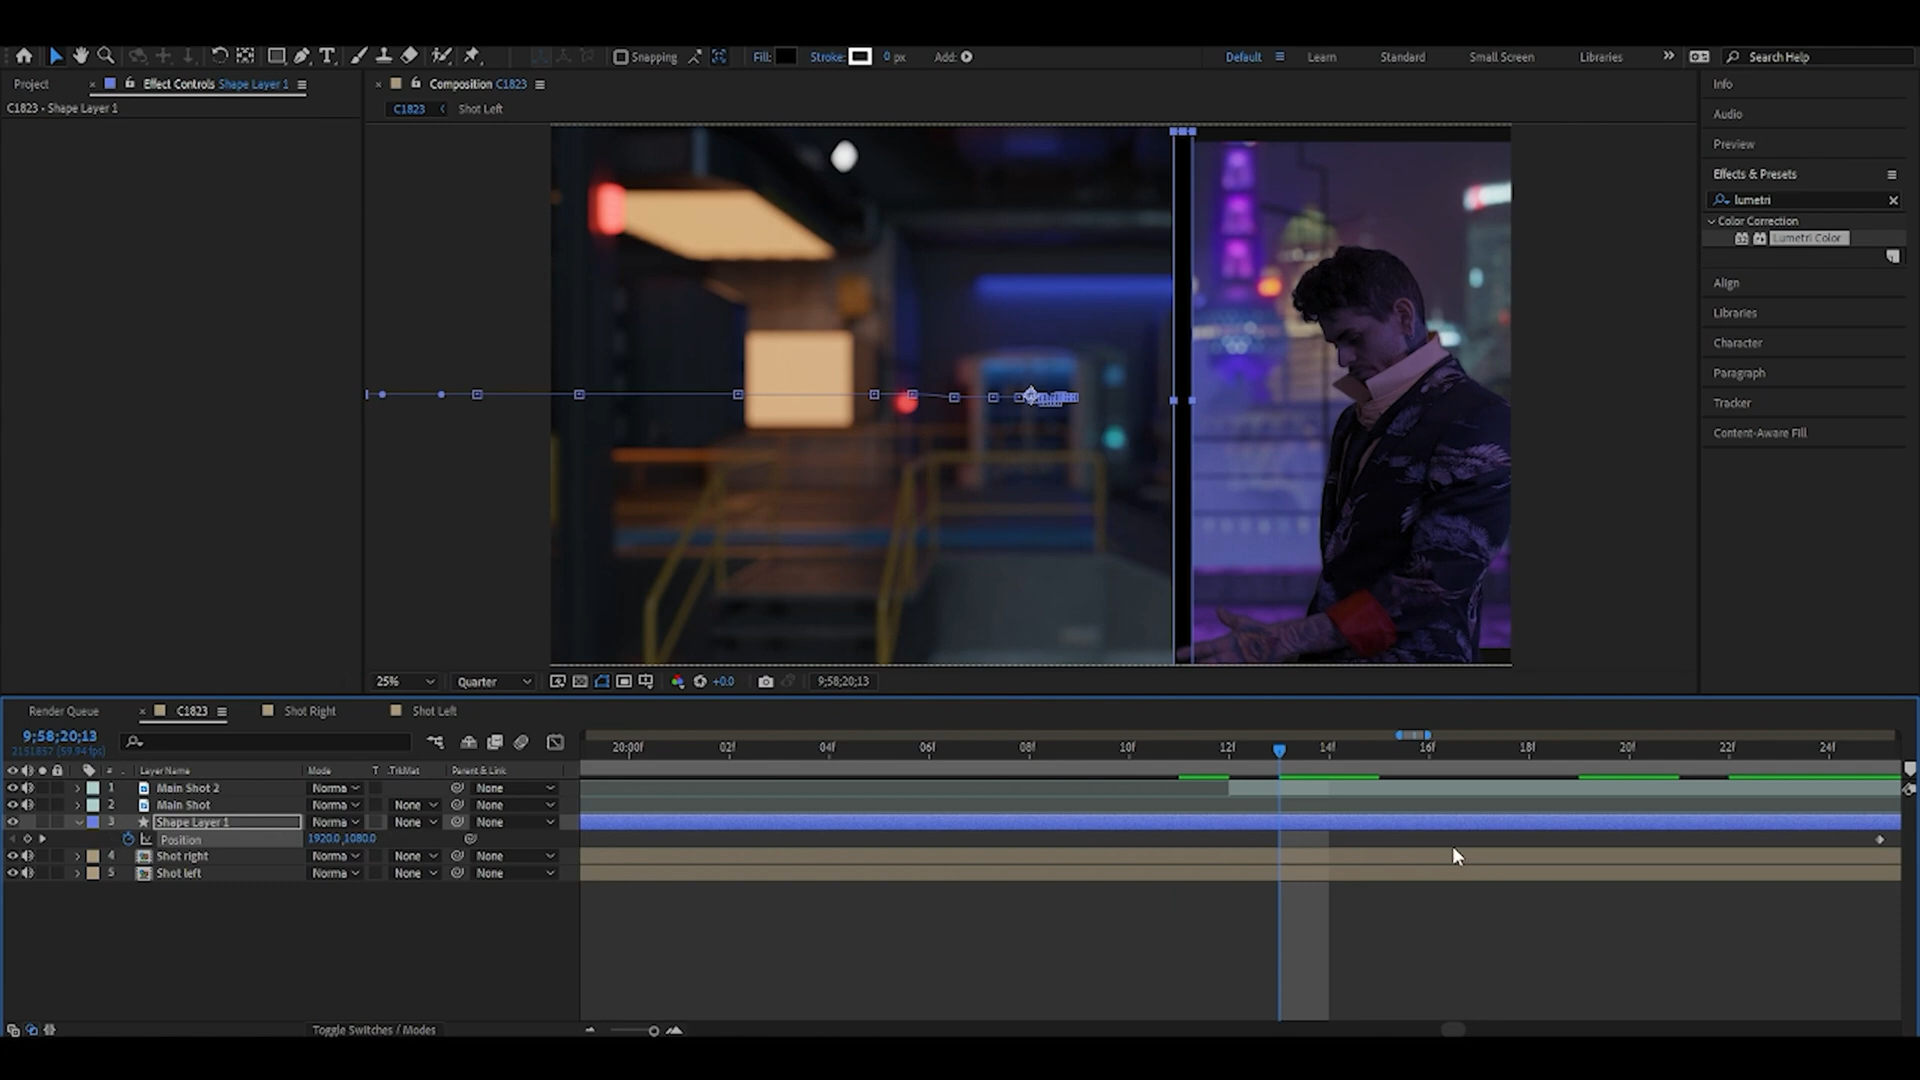 Snapping
Fill:
Stroke:
0 px
Add:
Default
Learn
Standard
Small Screen
Libraries
Search Help
Project
Effect Controls Shape Layer 1
C1823 - Shape Layer 1
Composition C1823
C1823
Shot Left
Info
Audio
Preview
Effects & Presets
lumetri
Color Correction
Lumetri Color
Align
Libraries
Character
Paragraph
Tracker
Content-Aware Fill
25%
Quarter
+0.0
9;58;20;13
Render Queue
C1823
Shot Right
Shot Left
9;58;20;13
2151857 (59.94 fps)
20:00f 02f 04f 06f 08f 10f 12f 14f 16f 18f 20f 22f 24f
# Layer Name Mode T .TrkMat Parent & Link
1 Main Shot 2 Norma None
2 Main Shot Norma None None
3 Shape Layer 1 Norma None None
Position 1920.0,1080.0
4 Shot right Norma None None
5 Shot left Norma None None
Toggle Switches / Modes